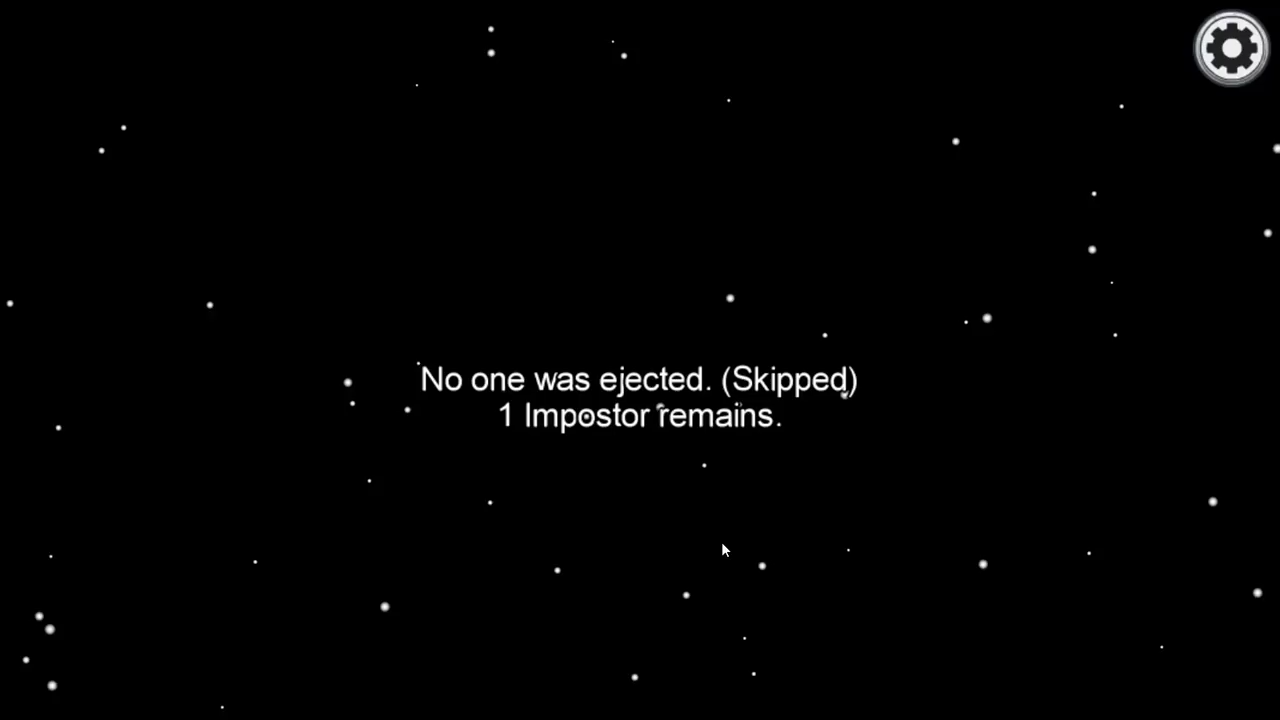 No one was ejected. (Skipped)
1 Impostor remains.